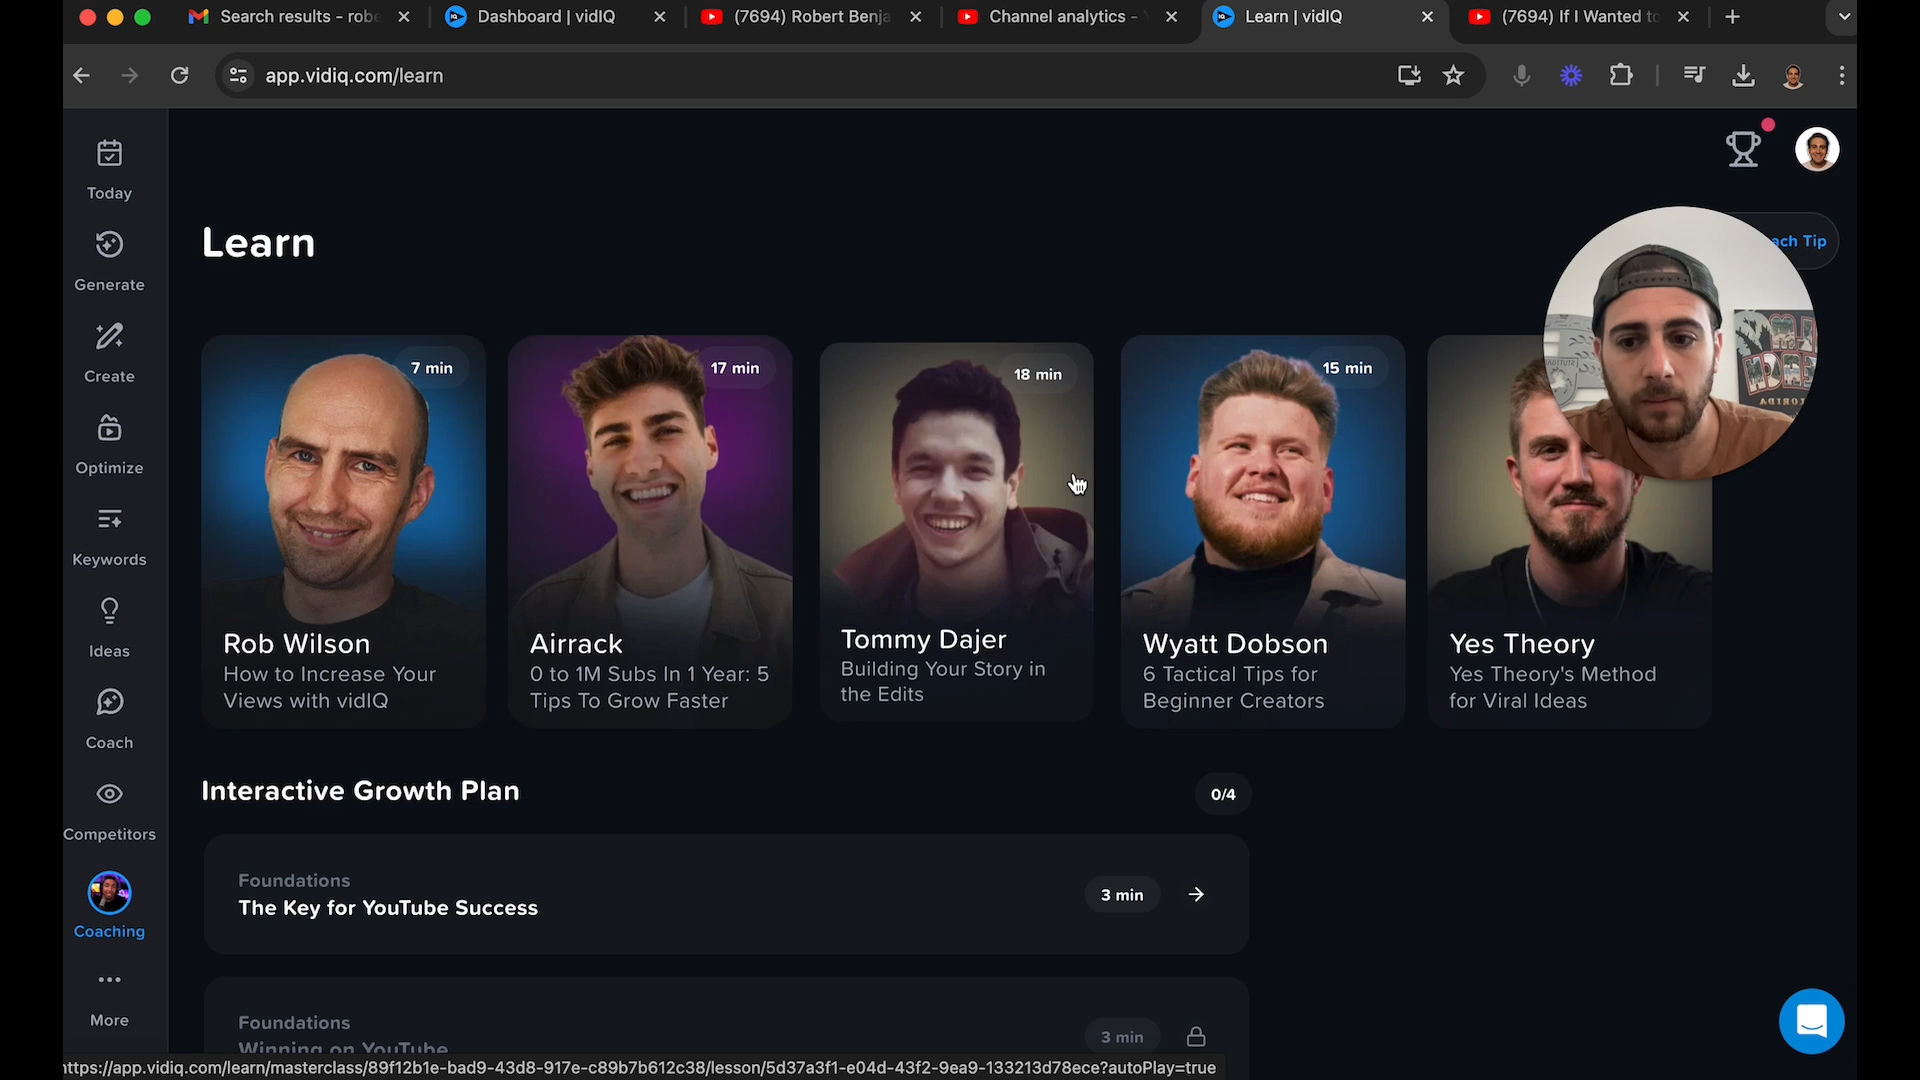 Search results - robe
Dashboard | vidIQ
(7694) Robert Benja
Channel analytics -
Learn | vidIQ
(7694) If I Wanted to
app.vidiq.com/learn
Today
Generate
Create
Optimize
Keywords
Ideas
Coach
Competitors
Coaching
More
Learn
ach Tip
7 min
Rob Wilson
How to Increase Your
Views with vidIQ
17 min
Airrack
0 to 1M Subs In 1 Year: 5
Tips To Grow Faster
18 min
Tommy Dajer
Building Your Story in
the Edits
15 min
Wyatt Dobson
6 Tactical Tips for
Beginner Creators
Yes Theory
Yes Theory's Method
for Viral Ideas
Interactive Growth Plan
0/4
Foundations
The Key for YouTube Success
3 min
Foundations
Winning on YouTube
3 min
https://app.vidiq.com/learn/masterclass/89f12b1e-bad9-43d8-917e-c89b7b612c38/lesson/5d37a3f1-e04d-43f2-9ea9-133213d78ece?autoPlay=true